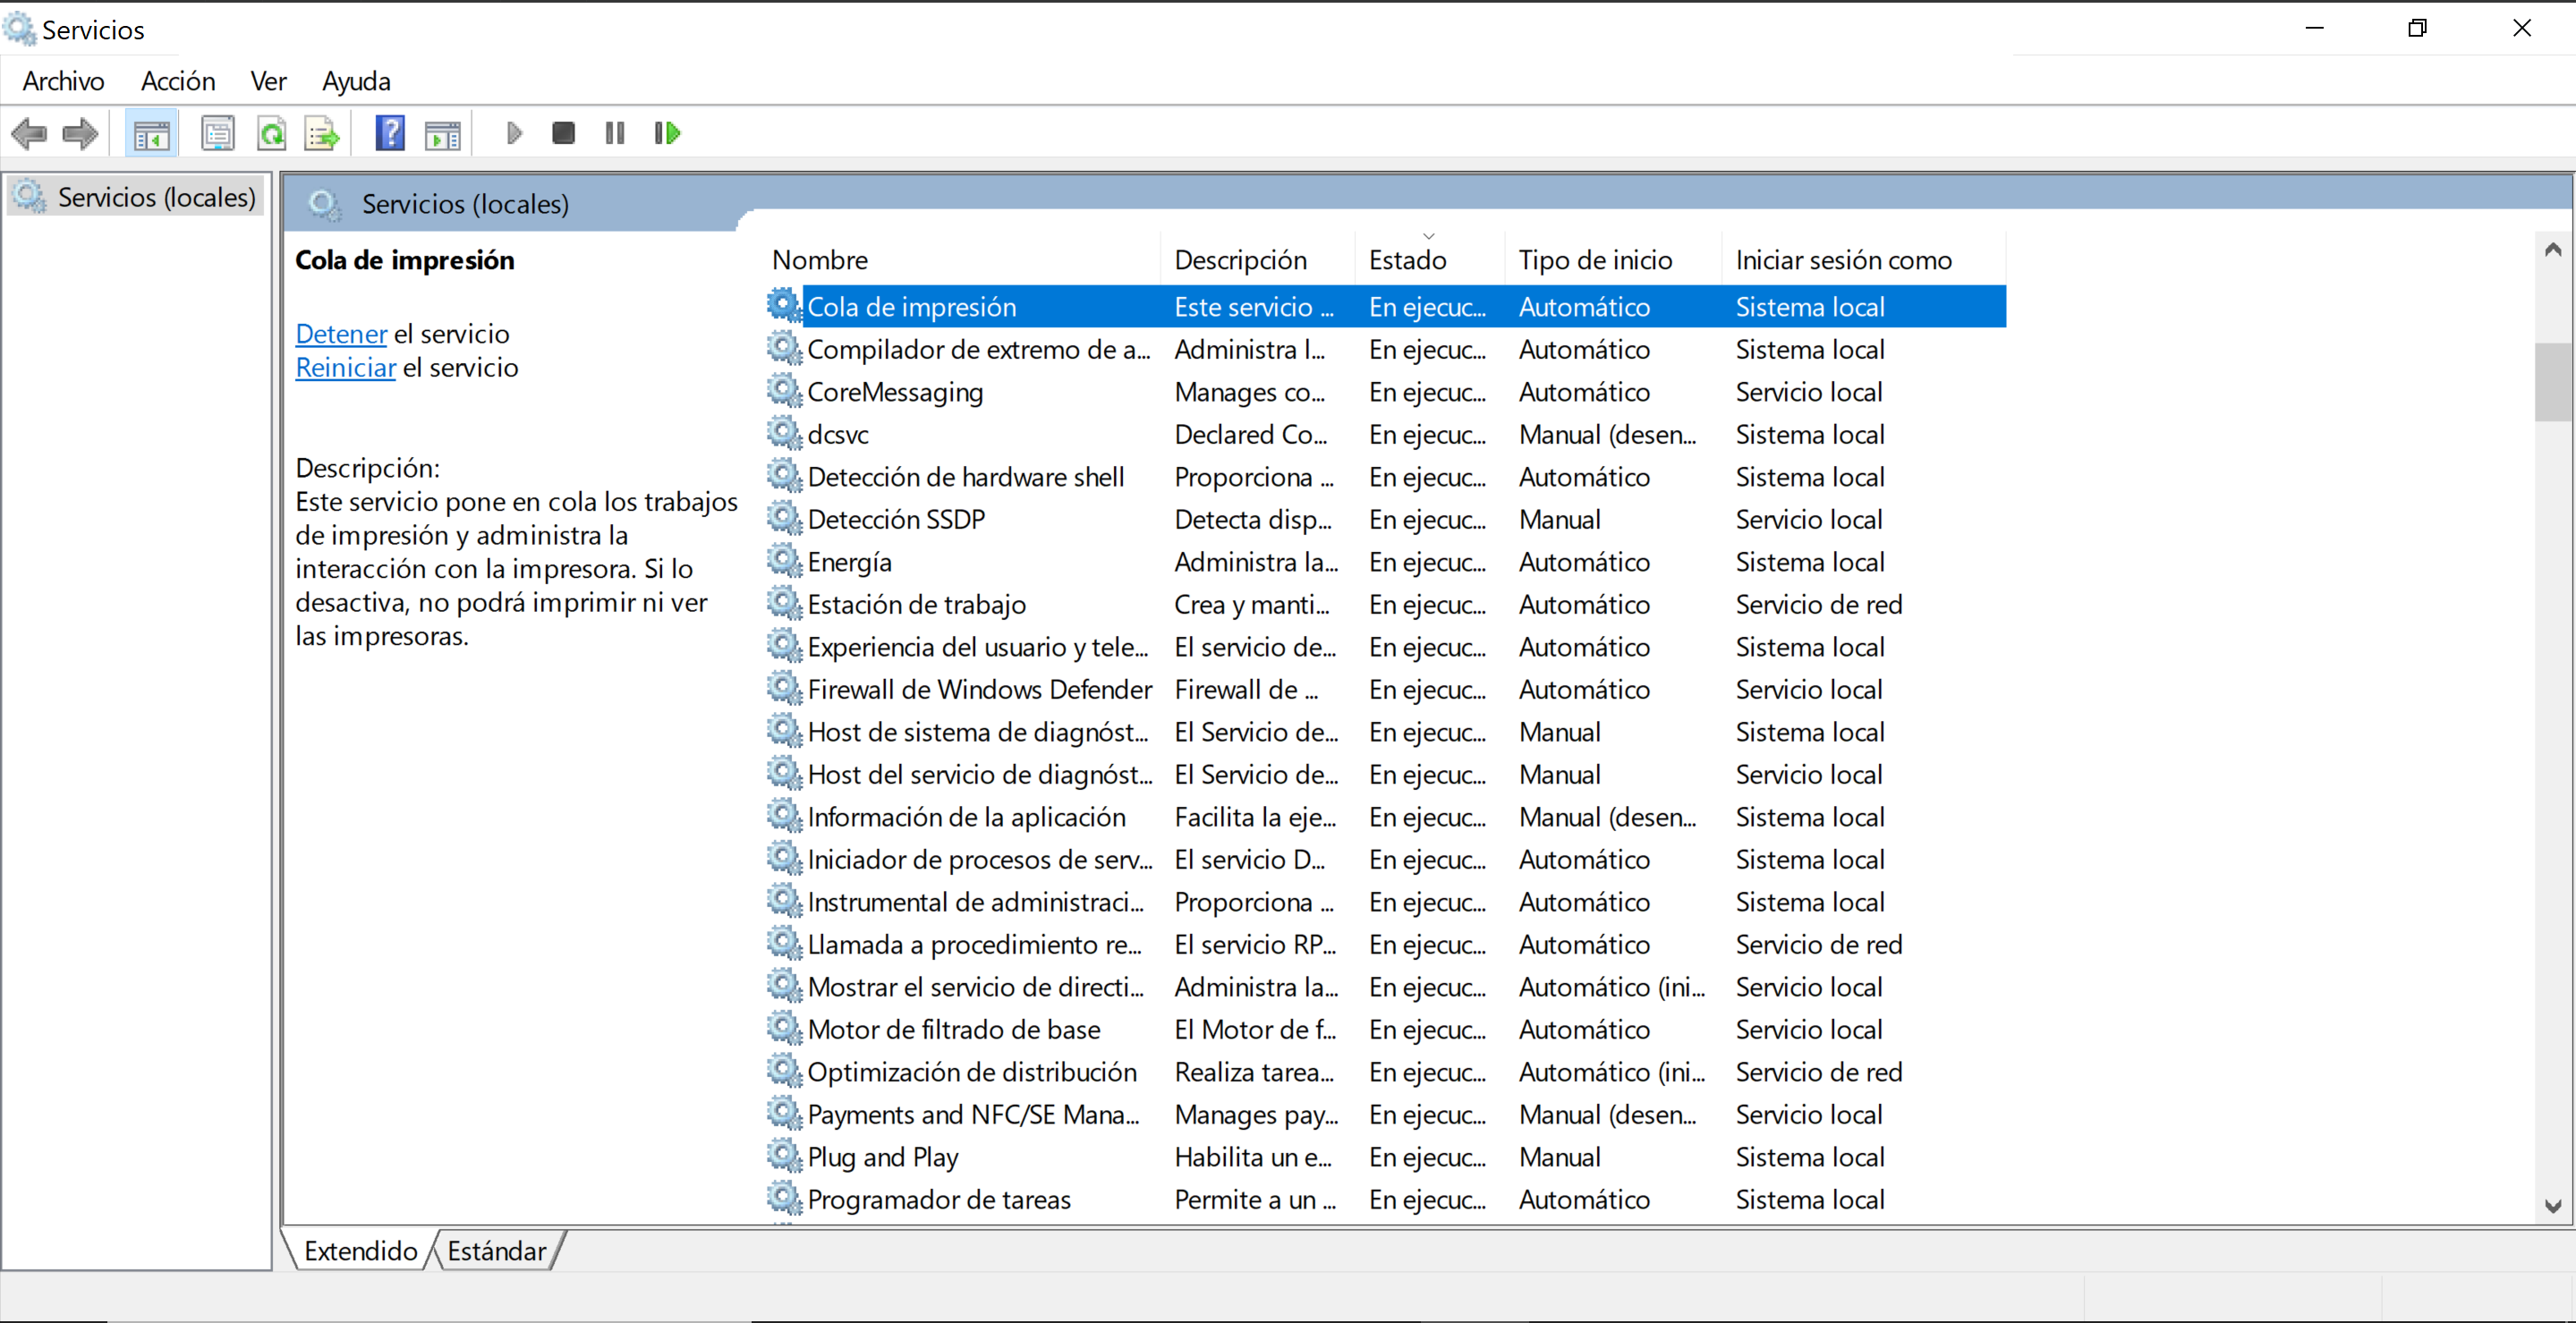 Servicios
Archivo Acción Ver Ayuda
Servicios (locales)
Servicios (locales)
Cola de impresión
Detener el servicio
Reiniciar el servicio
Descripción:
Este servicio pone en cola los trabajos
de impresión y administra la
interacción con la impresora. Si lo
desactiva, no podrá imprimir ni ver
las impresoras.
Nombre Descripción Estado Tipo de inicio Iniciar sesión como
Cola de impresión Este servicio ... En ejecuc... Automático Sistema local
Compilador de extremo de a... Administra l... En ejecuc... Automático Sistema local
CoreMessaging Manages co... En ejecuc... Automático Servicio local
dcsvc Declared Co... En ejecuc... Manual (desen... Sistema local
Detección de hardware shell Proporciona ... En ejecuc... Automático Sistema local
Detección SSDP Detecta disp... En ejecuc... Manual Servicio local
Energía Administra la... En ejecuc... Automático Sistema local
Estación de trabajo Crea y manti... En ejecuc... Automático Servicio de red
Experiencia del usuario y tele... El servicio de... En ejecuc... Automático Sistema local
Firewall de Windows Defender Firewall de ... En ejecuc... Automático Servicio local
Host de sistema de diagnóst... El Servicio de... En ejecuc... Manual Sistema local
Host del servicio de diagnóst... El Servicio de... En ejecuc... Manual Servicio local
Información de la aplicación Facilita la eje... En ejecuc... Manual (desen... Sistema local
Iniciador de procesos de serv... El servicio D... En ejecuc... Automático Sistema local
Instrumental de administraci... Proporciona ... En ejecuc... Automático Sistema local
Llamada a procedimiento re... El servicio RP... En ejecuc... Automático Servicio de red
Mostrar el servicio de directi... Administra la... En ejecuc... Automático (ini... Servicio local
Motor de filtrado de base El Motor de f... En ejecuc... Automático Servicio local
Optimización de distribución Realiza tarea... En ejecuc... Automático (ini... Servicio de red
Payments and NFC/SE Mana... Manages pay... En ejecuc... Manual (desen... Servicio local
Plug and Play Habilita un e... En ejecuc... Manual Sistema local
Programador de tareas Permite a un ... En ejecuc... Automático Sistema local
Extendido Estándar